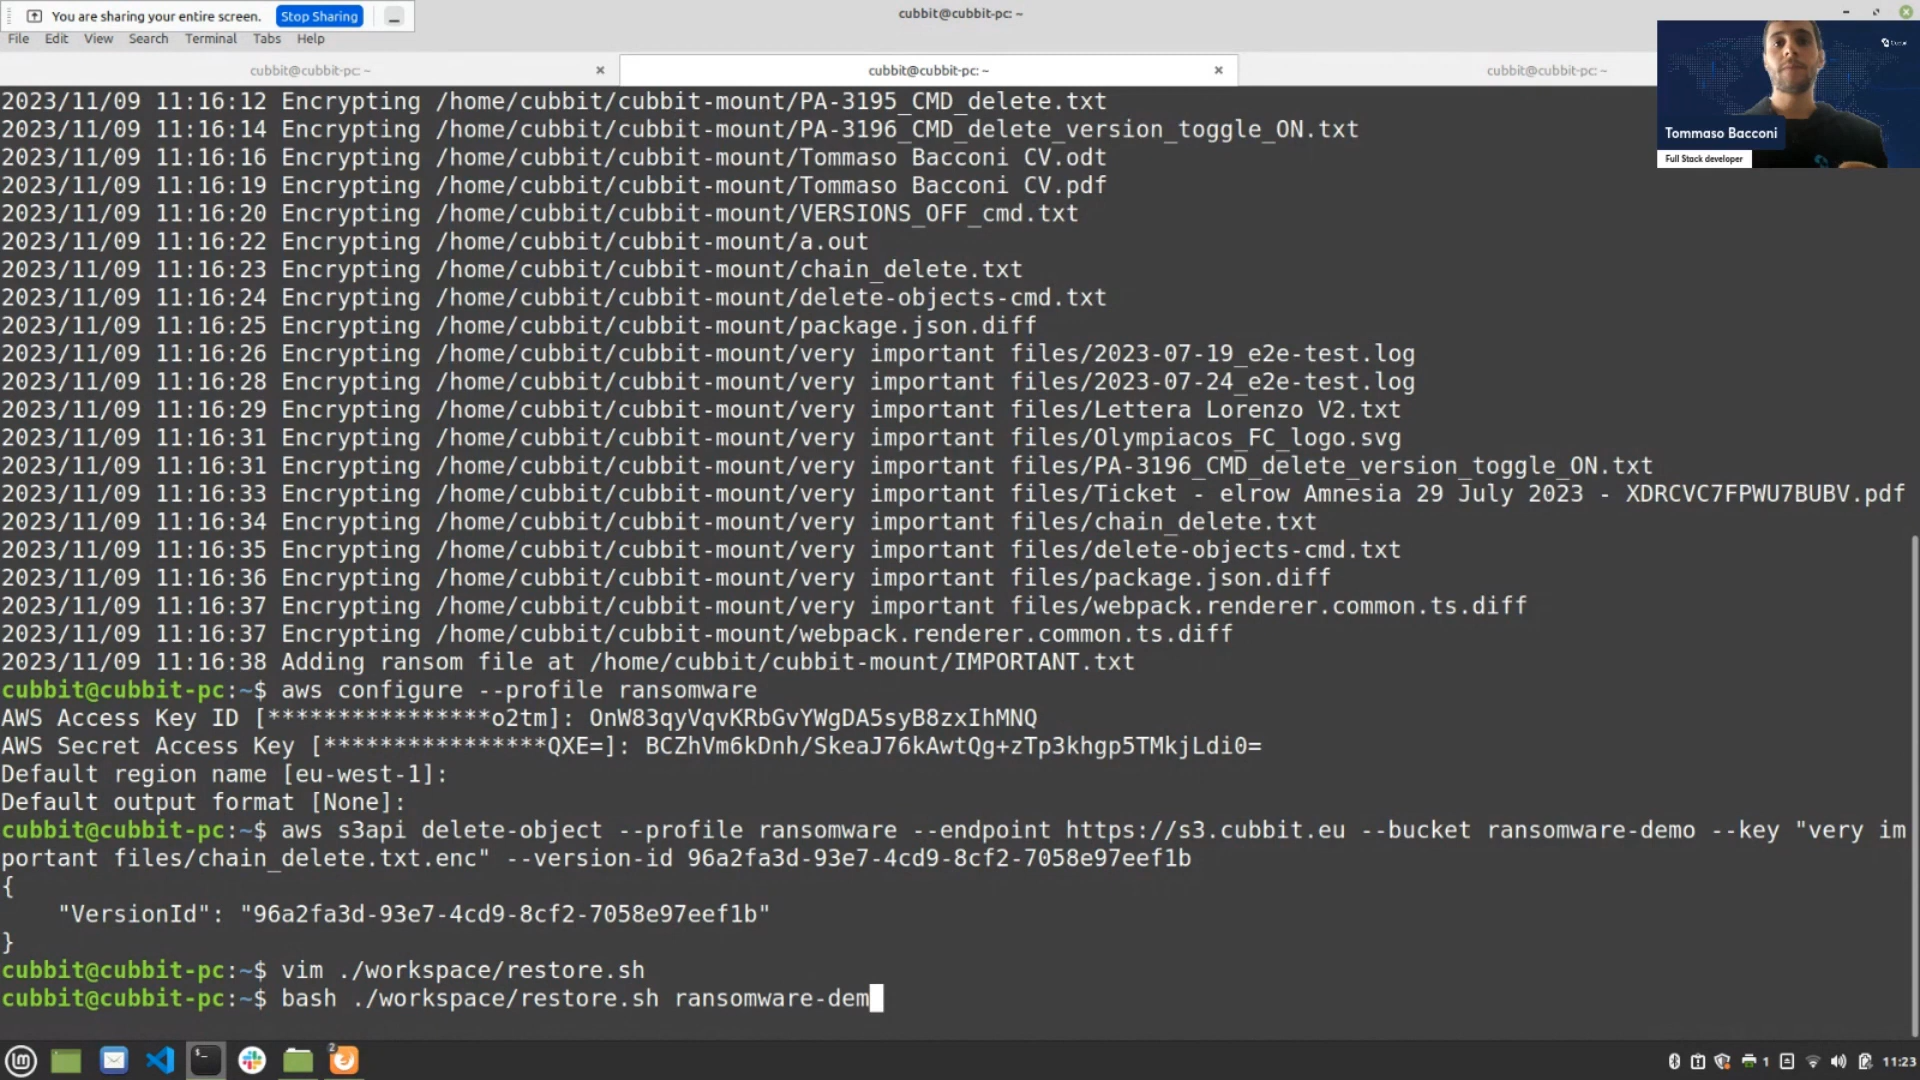 You are sharing your entire screen. Stop Sharing
cubbit@cubbit-pc: ~
File Edit View Search Terminal Tabs Help
cubbit@cubbit-pc: ~ × cubbit@cubbit-pc: ~ × cubbit@cubbit-pc: ~
Tommaso Bacconi
Full Stack developer
2023/11/09 11:16:12 Encrypting /home/cubbit/cubbit-mount/PA-3195_CMD_delete.txt
2023/11/09 11:16:14 Encrypting /home/cubbit/cubbit-mount/PA-3196_CMD_delete_version_toggle_ON.txt
2023/11/09 11:16:16 Encrypting /home/cubbit/cubbit-mount/Tommaso Bacconi CV.odt
2023/11/09 11:16:19 Encrypting /home/cubbit/cubbit-mount/Tommaso Bacconi CV.pdf
2023/11/09 11:16:20 Encrypting /home/cubbit/cubbit-mount/VERSIONS_OFF_cmd.txt
2023/11/09 11:16:22 Encrypting /home/cubbit/cubbit-mount/a.out
2023/11/09 11:16:23 Encrypting /home/cubbit/cubbit-mount/chain_delete.txt
2023/11/09 11:16:24 Encrypting /home/cubbit/cubbit-mount/delete-objects-cmd.txt
2023/11/09 11:16:25 Encrypting /home/cubbit/cubbit-mount/package.json.diff
2023/11/09 11:16:26 Encrypting /home/cubbit/cubbit-mount/very important files/2023-07-19_e2e-test.log
2023/11/09 11:16:28 Encrypting /home/cubbit/cubbit-mount/very important files/2023-07-24_e2e-test.log
2023/11/09 11:16:29 Encrypting /home/cubbit/cubbit-mount/very important files/Lettera Lorenzo V2.txt
2023/11/09 11:16:31 Encrypting /home/cubbit/cubbit-mount/very important files/Olympiacos_FC_logo.svg
2023/11/09 11:16:31 Encrypting /home/cubbit/cubbit-mount/very important files/PA-3196_CMD_delete_version_toggle_ON.txt
2023/11/09 11:16:33 Encrypting /home/cubbit/cubbit-mount/very important files/Ticket - elrow Amnesia 29 July 2023 - XDRCVC7FPWU7BUBV.pdf
2023/11/09 11:16:34 Encrypting /home/cubbit/cubbit-mount/very important files/chain_delete.txt
2023/11/09 11:16:35 Encrypting /home/cubbit/cubbit-mount/very important files/delete-objects-cmd.txt
2023/11/09 11:16:36 Encrypting /home/cubbit/cubbit-mount/very important files/package.json.diff
2023/11/09 11:16:37 Encrypting /home/cubbit/cubbit-mount/very important files/webpack.renderer.common.ts.diff
2023/11/09 11:16:37 Encrypting /home/cubbit/cubbit-mount/webpack.renderer.common.ts.diff
2023/11/09 11:16:38 Adding ransom file at /home/cubbit/cubbit-mount/IMPORTANT.txt
cubbit@cubbit-pc:~$ aws configure --profile ransomware
AWS Access Key ID [****************o2tm]: OnW83qyVqvKRbGvYWgDA5syB8zxIhMNQ
AWS Secret Access Key [****************QXE=]: BCZhVm6kDnh/SkeaJ76kAwtQg+zTp3khgp5TMkjLdi0=
Default region name [eu-west-1]:
Default output format [None]:
cubbit@cubbit-pc:~$ aws s3api delete-object --profile ransomware --endpoint https://s3.cubbit.eu --bucket ransomware-demo --key "very im
portant files/chain_delete.txt.enc" --version-id 96a2fa3d-93e7-4cd9-8cf2-7058e97eef1b
{
"VersionId": "96a2fa3d-93e7-4cd9-8cf2-7058e97eef1b"
}
cubbit@cubbit-pc:~$ vim ./workspace/restore.sh
cubbit@cubbit-pc:~$ bash ./workspace/restore.sh ransomware-dem
2
1
11:23